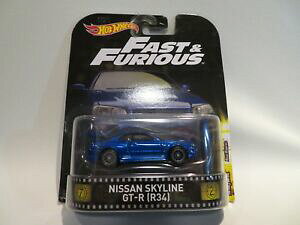 Hot Wheels
FAST &
FURIOUS
NISSAN SKYLINE
GT-R (R34)